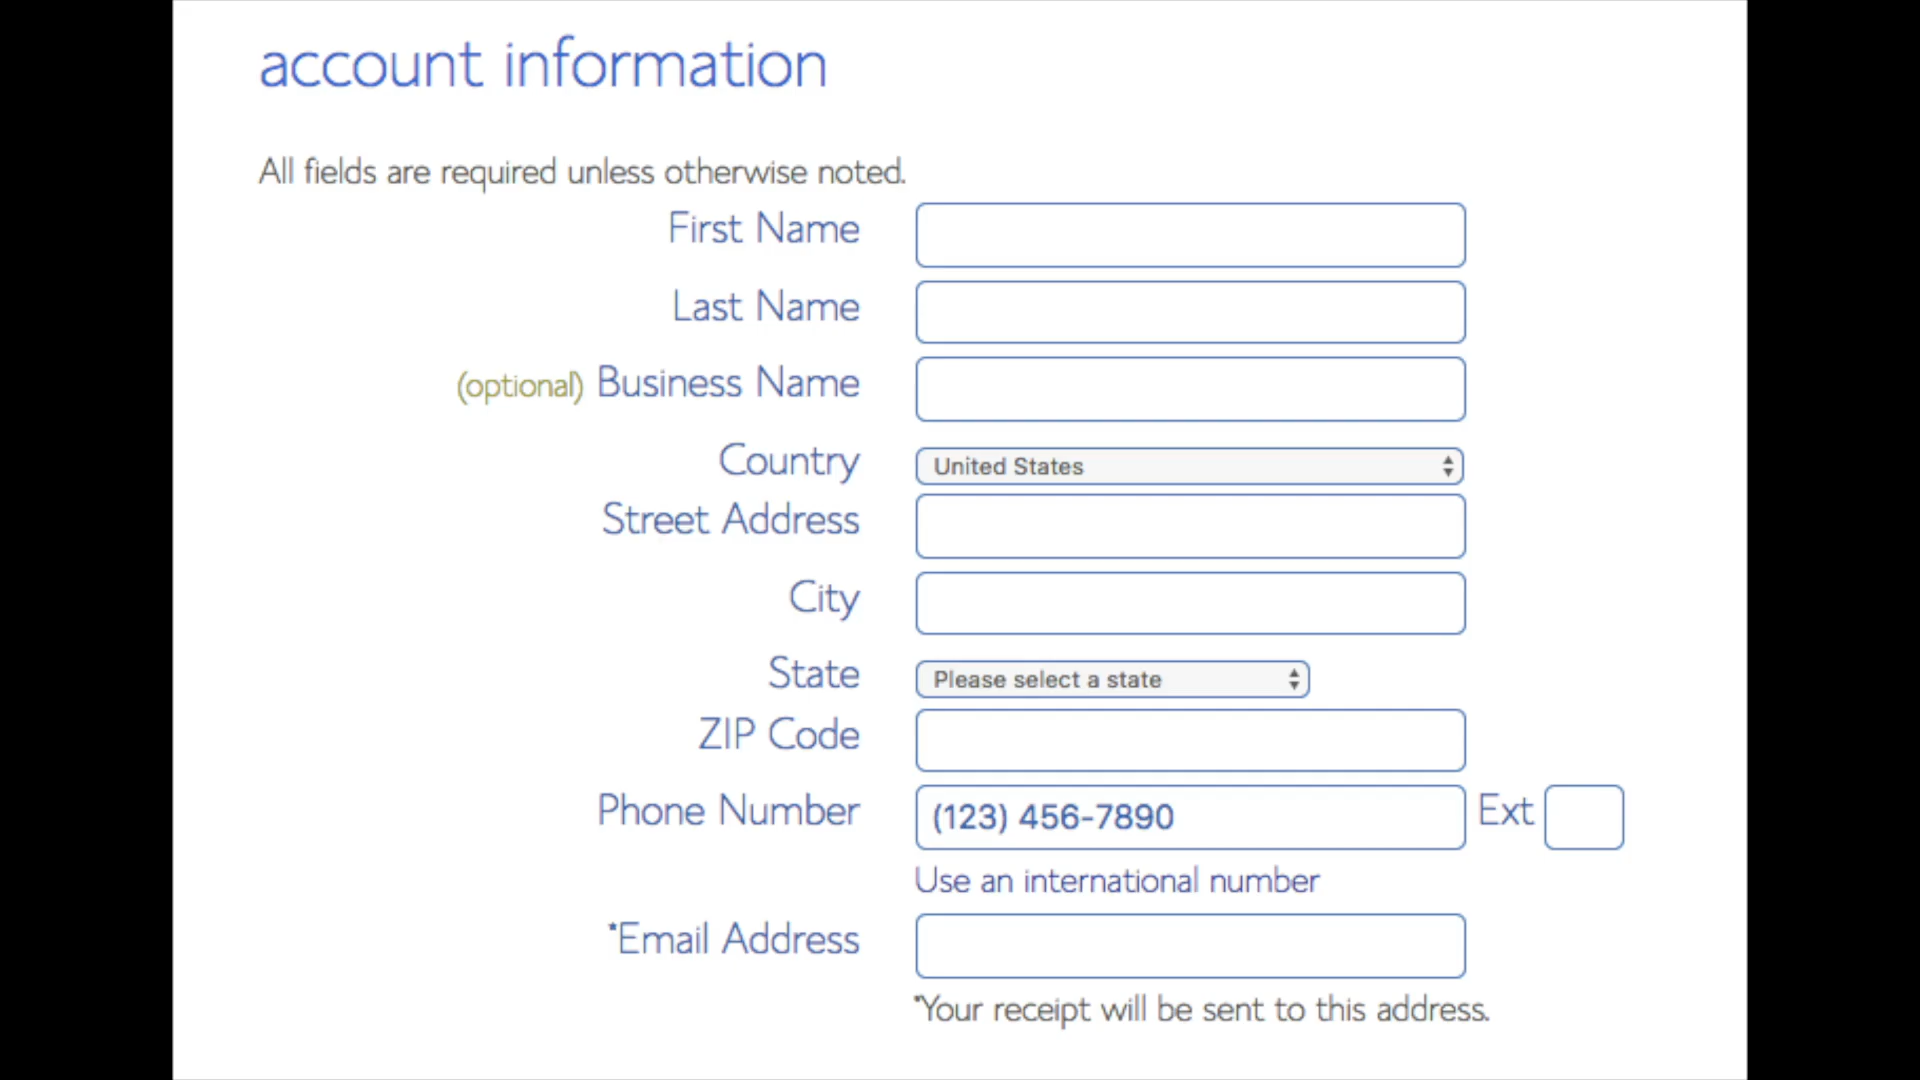 account information
All fields are required unless otherwise noted.
First Name
Last Name
(optional) Business Name
Country United States
Street Address
City
State Please select a state
ZIP Code
Phone Number (123) 456-7890 Ext
Use an international number
*Email Address
*Your receipt will be sent to this address.